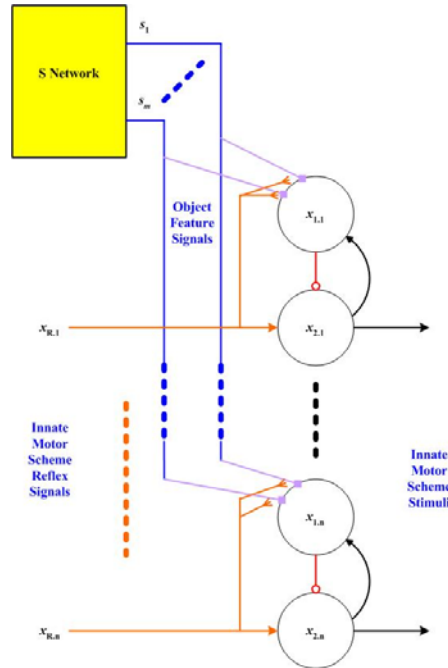 s1
S Network
sm
Object
Feature
Signals
x1.1
xR.1
x2.1
Innate
Motor
Scheme
Reflex
Signals
Innate
Motor
Scheme
Stimuli
x1.n
xR.n
x2.n